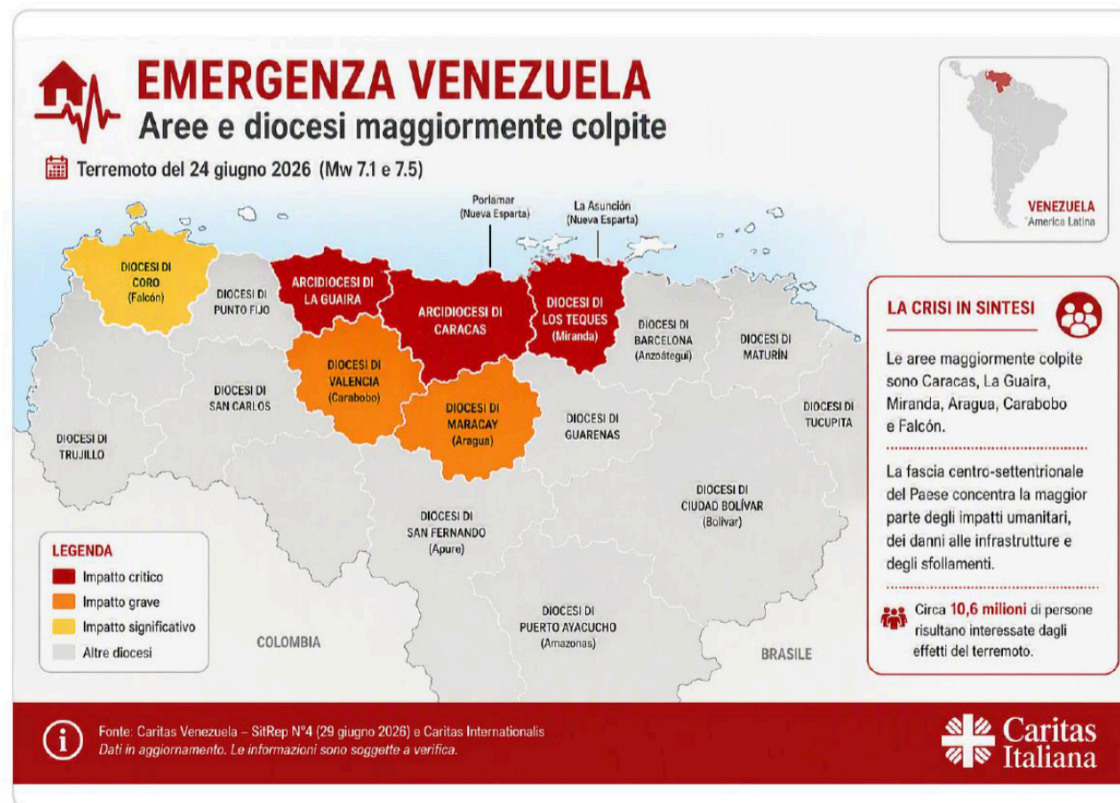 EMERGENZA VENEZUELA
Aree e diocesi maggiormente colpite
Terremoto del 24 giugno 2026 (Mw 7.1 e 7.5)
Porlamar
(Nueva Esparta)
La Asunción
(Nueva Esparta)
VENEZUELA
America Latina
DIOCESI DI
CORO
(Falcón)
DIOCESI DI
PUNTO FIJO
ARCIDIOCESI DI
LA GUAIRA
ARCIDIOCESI DI
CARACAS
DIOCESI DI
LOS TEQUES
(Miranda)
DIOCESI DI
BARCELONA
(Anzoátegui)
DIOCESI DI
MATURÍN
DIOCESI DI
TUCUPITA
DIOCESI DI
VALENCIA
(Carabobo)
DIOCESI DI
SAN CARLOS
DIOCESI DI
MARACAY
(Aragua)
DIOCESI DI
GUARENAS
DIOCESI DI
TRUJILLO
DIOCESI DI
CIUDAD BOLÍVAR
(Bolívar)
DIOCESI DI
SAN FERNANDO
(Apure)
DIOCESI DI
PUERTO AYACUCHO
(Amazonas)
COLOMBIA
BRASILE
LEGENDA
Impatto critico
Impatto grave
Impatto significativo
Altre diocesi
LA CRISI IN SINTESI
Le aree maggiormente colpite
sono Caracas, La Guaira,
Miranda, Aragua, Carabobo
e Falcón.
La fascia centro-settentrionale
del Paese concentra la maggior
parte degli impatti umanitari,
dei danni alle infrastrutture e
degli sfollamenti.
Circa 10,6 milioni di persone
risultano interessate dagli
effetti del terremoto.
Fonte: Caritas Venezuela – SitRep N°4 (29 giugno 2026) e Caritas Internationalis
Dati in aggiornamento. Le informazioni sono soggette a verifica.
Caritas
Italiana